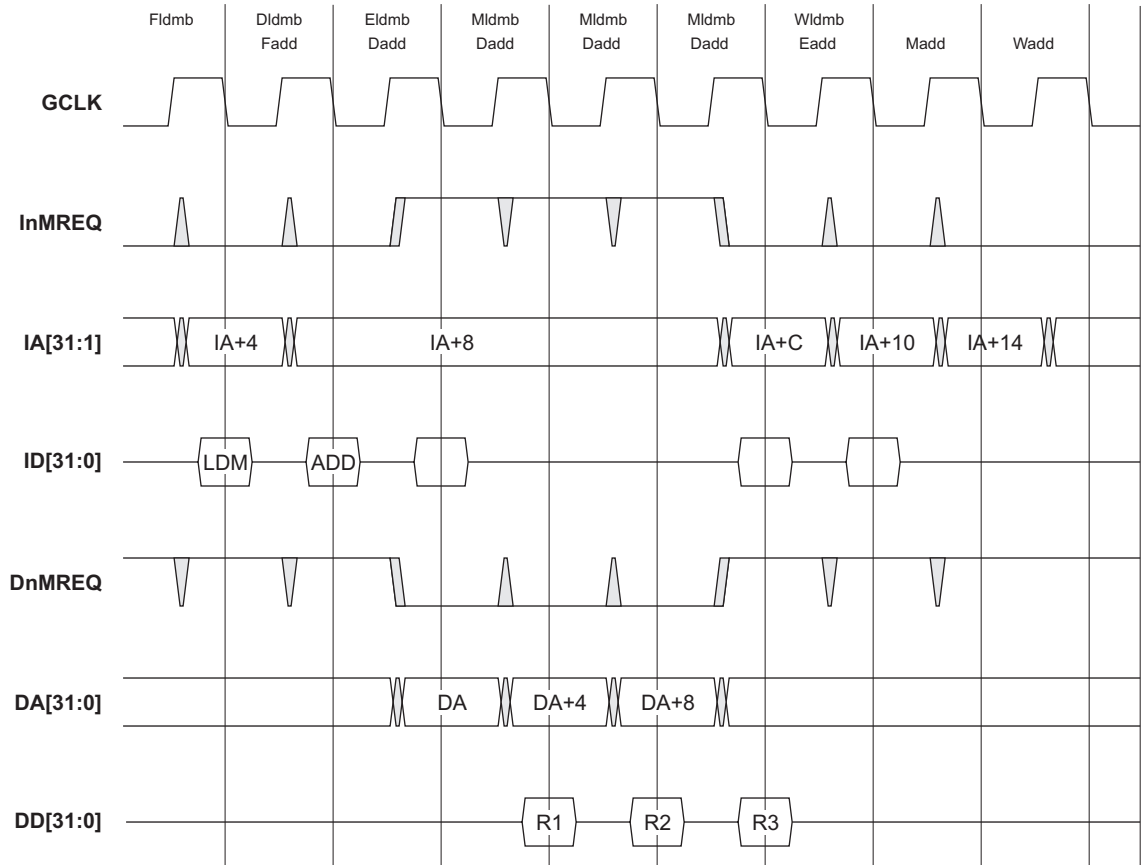 Fldmb Dldmb Eldmb Mldmb Mldmb Mldmb Wldmb
Fadd Dadd Dadd Dadd Dadd Eadd Madd Wadd
GCLK
InMREQ
IA[31:1] IA+4 IA+8 IA+C IA+10 IA+14
ID[31:0] LDM ADD
DnMREQ
DA[31:0] DA DA+4 DA+8
DD[31:0] R1 R2 R3